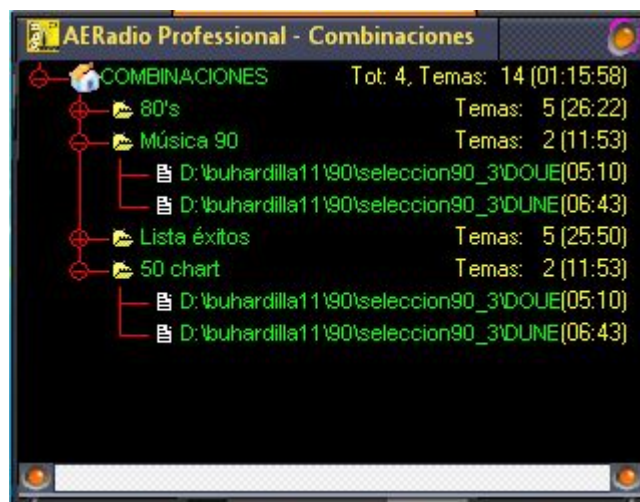 AERadio Professional - Combinaciones
COMBINACIONES Tot: 4, Temas: 14 (01:15:58)
80's Temas: 5 (26:22)
Música 90 Temas: 2 (11:53)
D:\buhardilla11\90\seleccion90_3\DOUE(05:10)
D:\buhardilla11\90\seleccion90_3\DUNE(06:43)
Lista éxitos Temas: 5 (25:50)
50 chart Temas: 2 (11:53)
D:\buhardilla11\90\seleccion90_3\DOUE(05:10)
D:\buhardilla11\90\seleccion90_3\DUNE(06:43)